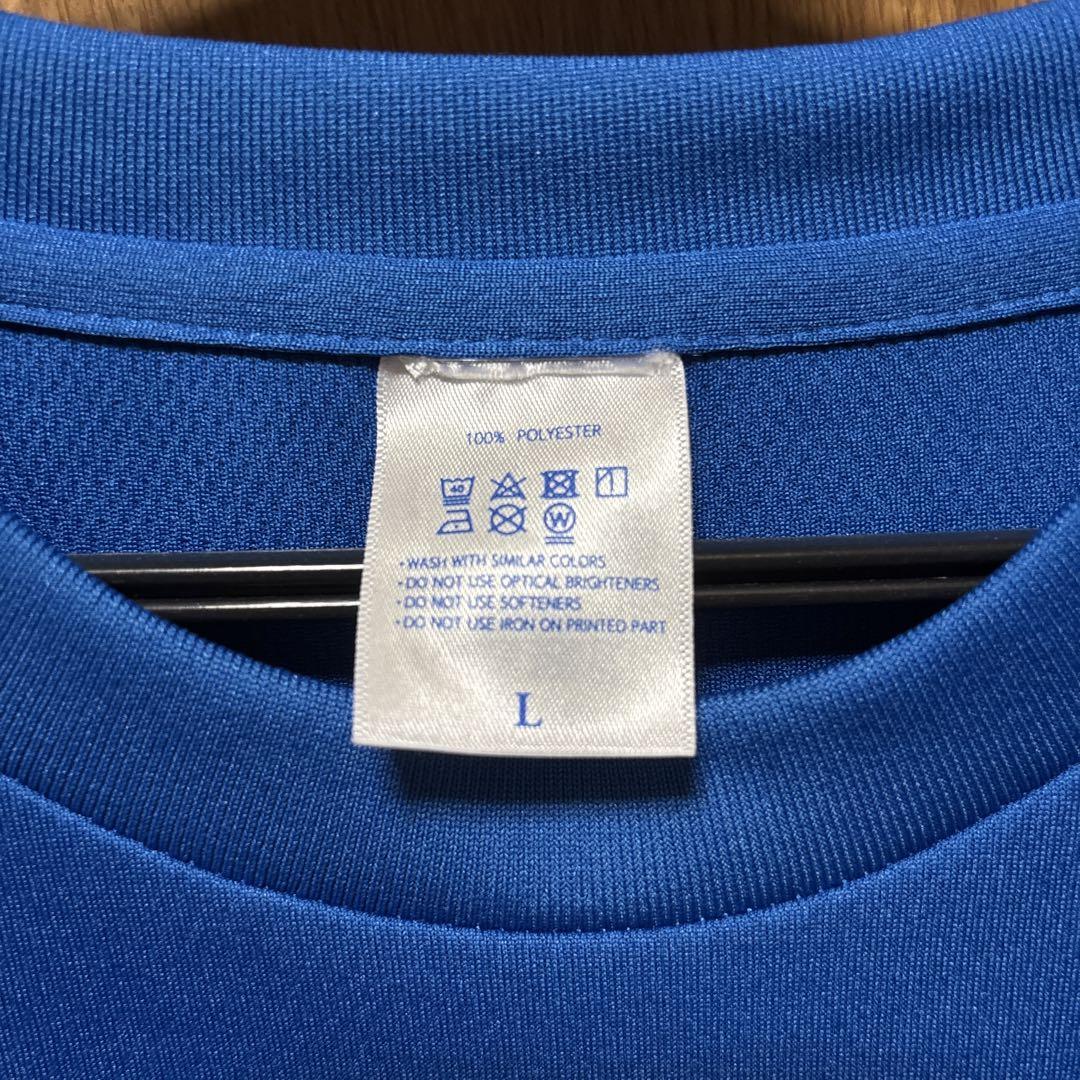 100% POLYESTER
40
W
• WASH WITH SIMILAR COLORS
• DO NOT USE OPTICAL BRIGHTENERS
• DO NOT USE SOFTENERS
• DO NOT USE IRON ON PRINTED PART
L